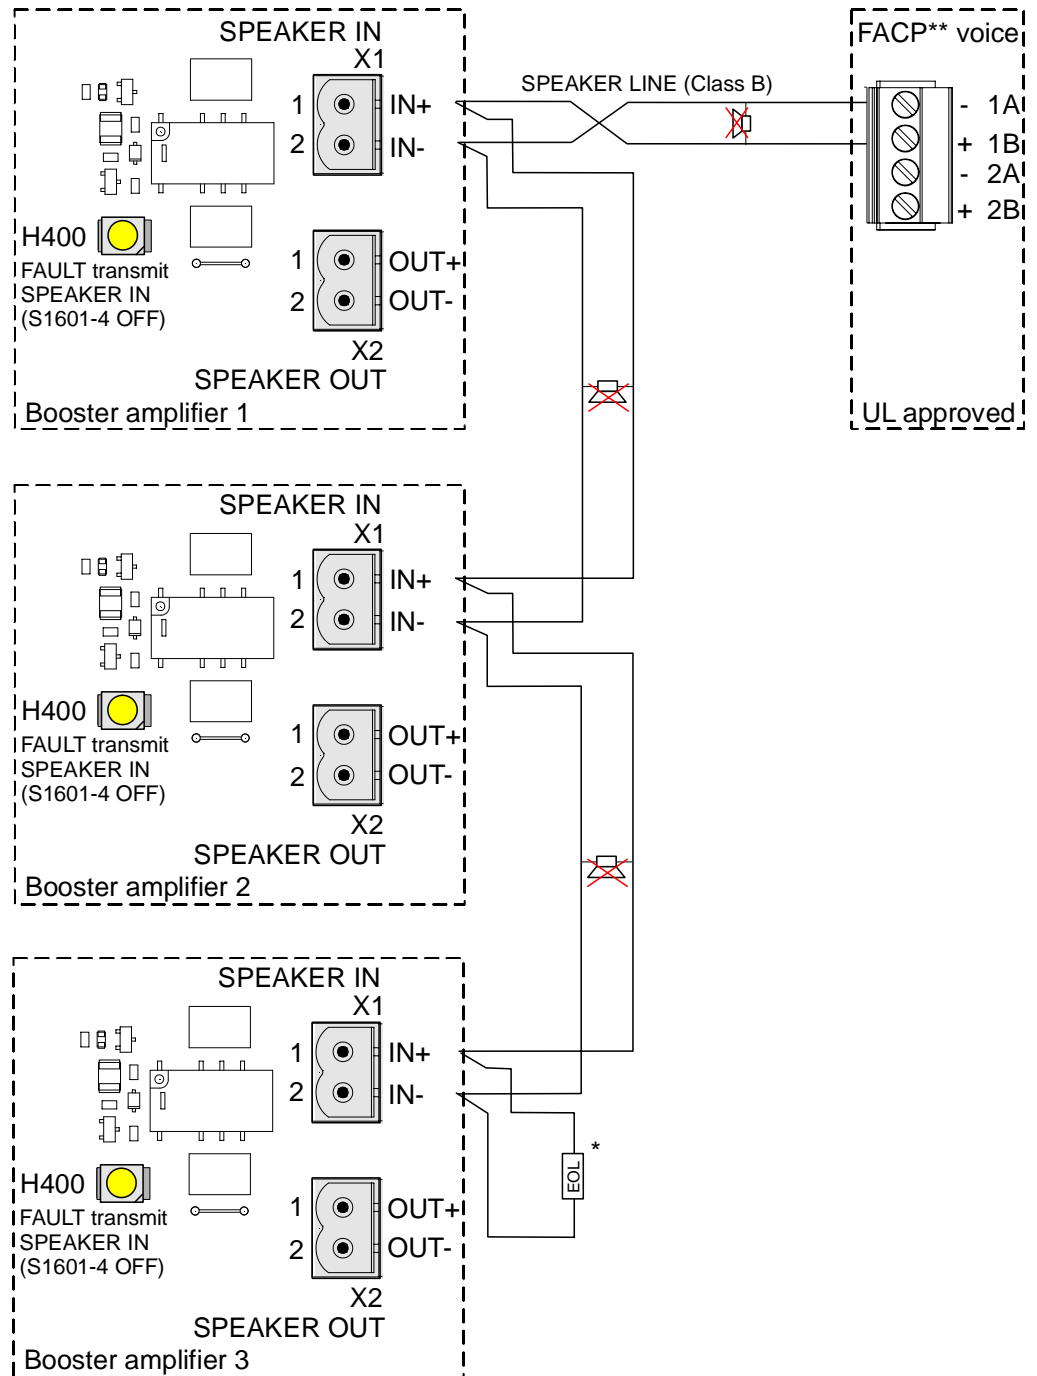 SPEAKER IN
X1
1 IN+
2 IN-
SPEAKER LINE (Class B)
FACP** voice
- 1A
+ 1B
- 2A
+ 2B
UL approved
H400
FAULT transmit
SPEAKER IN
(S1601-4 OFF)
1 OUT+
2 OUT-
X2
SPEAKER OUT
Booster amplifier 1
SPEAKER IN
X1
1 IN+
2 IN-
H400
FAULT transmit
SPEAKER IN
(S1601-4 OFF)
1 OUT+
2 OUT-
X2
SPEAKER OUT
Booster amplifier 2
SPEAKER IN
X1
1 IN+
2 IN-
EOL *
H400
FAULT transmit
SPEAKER IN
(S1601-4 OFF)
1 OUT+
2 OUT-
X2
SPEAKER OUT
Booster amplifier 3